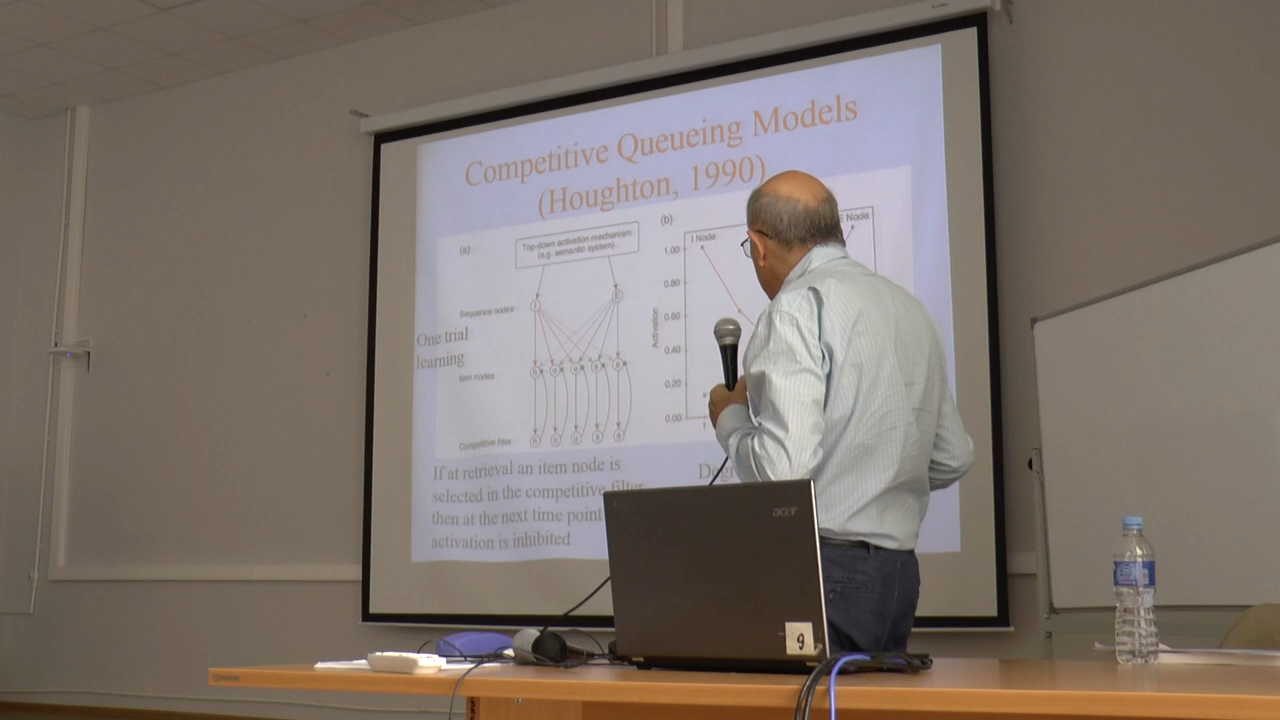 Competitive Queueing Models
(Houghton, 1990)
(a)
Top-down activation mechanism
(e.g. semantic system)
Sequence nodes
One trial
learning
Item nodes
Competitive filter
(b)
I Node
E Node
Activation
1.00
0.80
0.60
0.40
0.20
0.00
If at retrieval an item node is
selected in the competitive filter
then at the next time point
activation is inhibited
acer
9